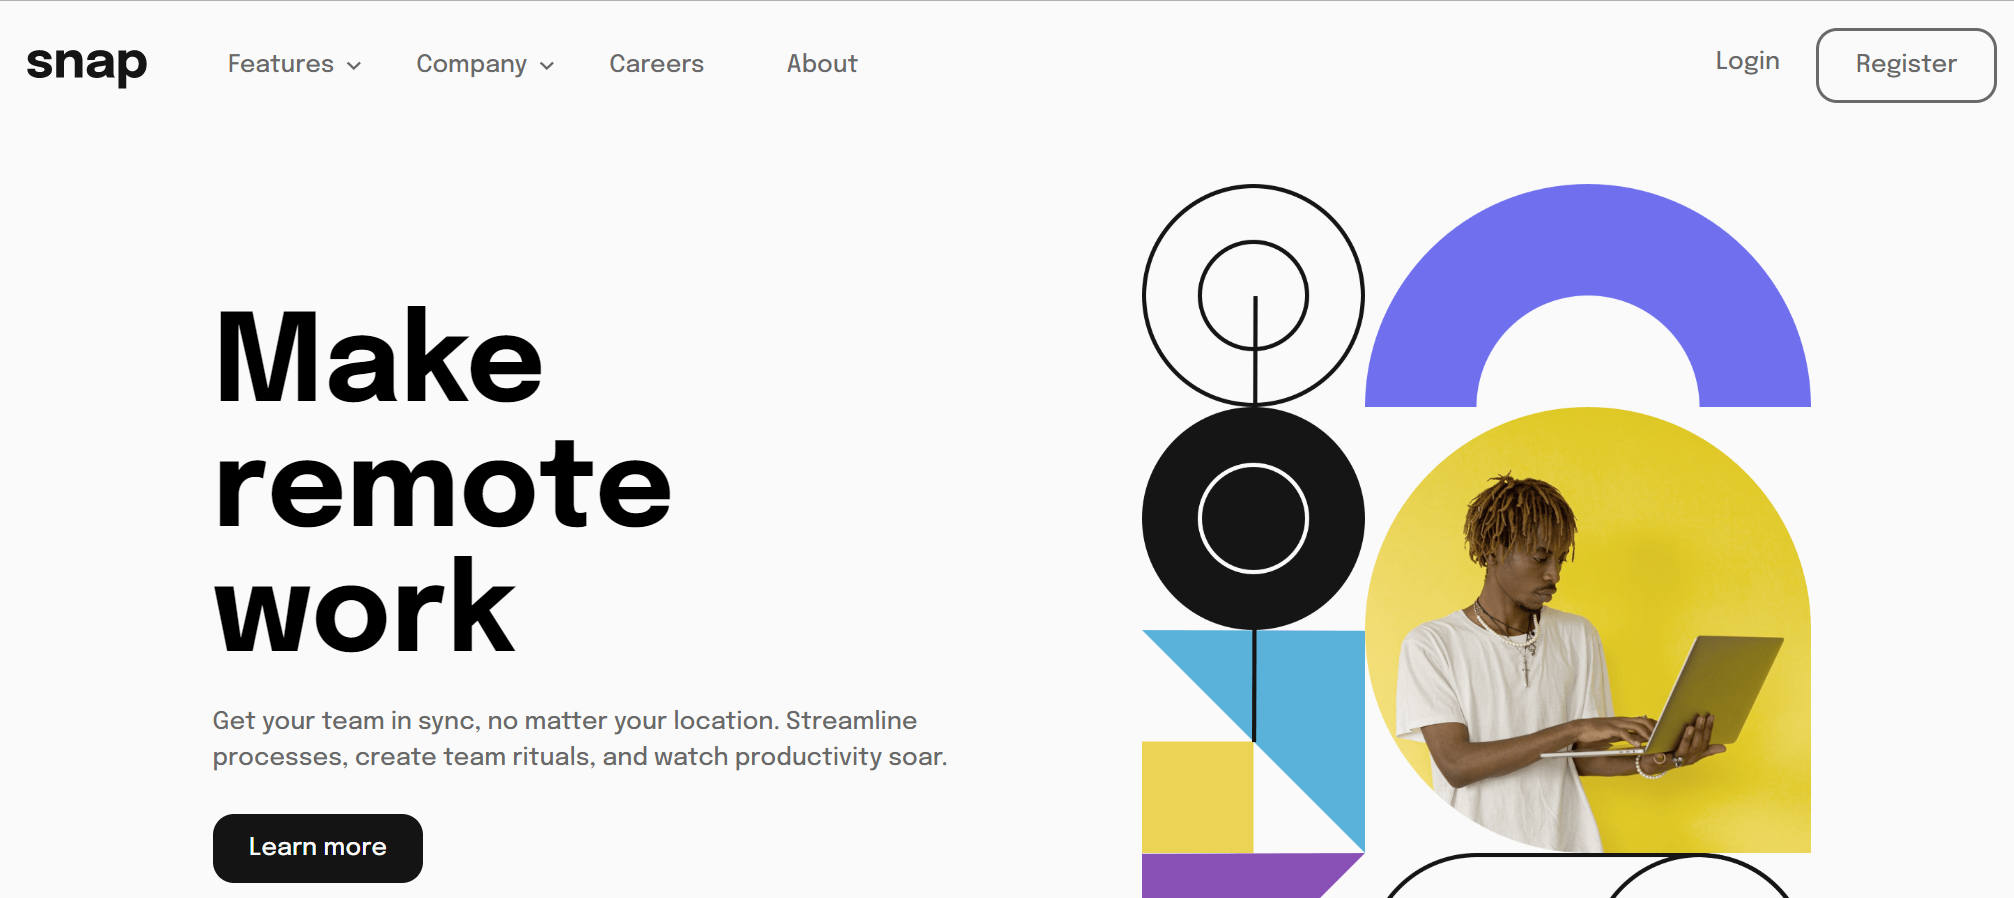 snap Features Company Careers About Login Register
Make
remote
work
Get your team in sync, no matter your location. Streamline
processes, create team rituals, and watch productivity soar.
Learn more